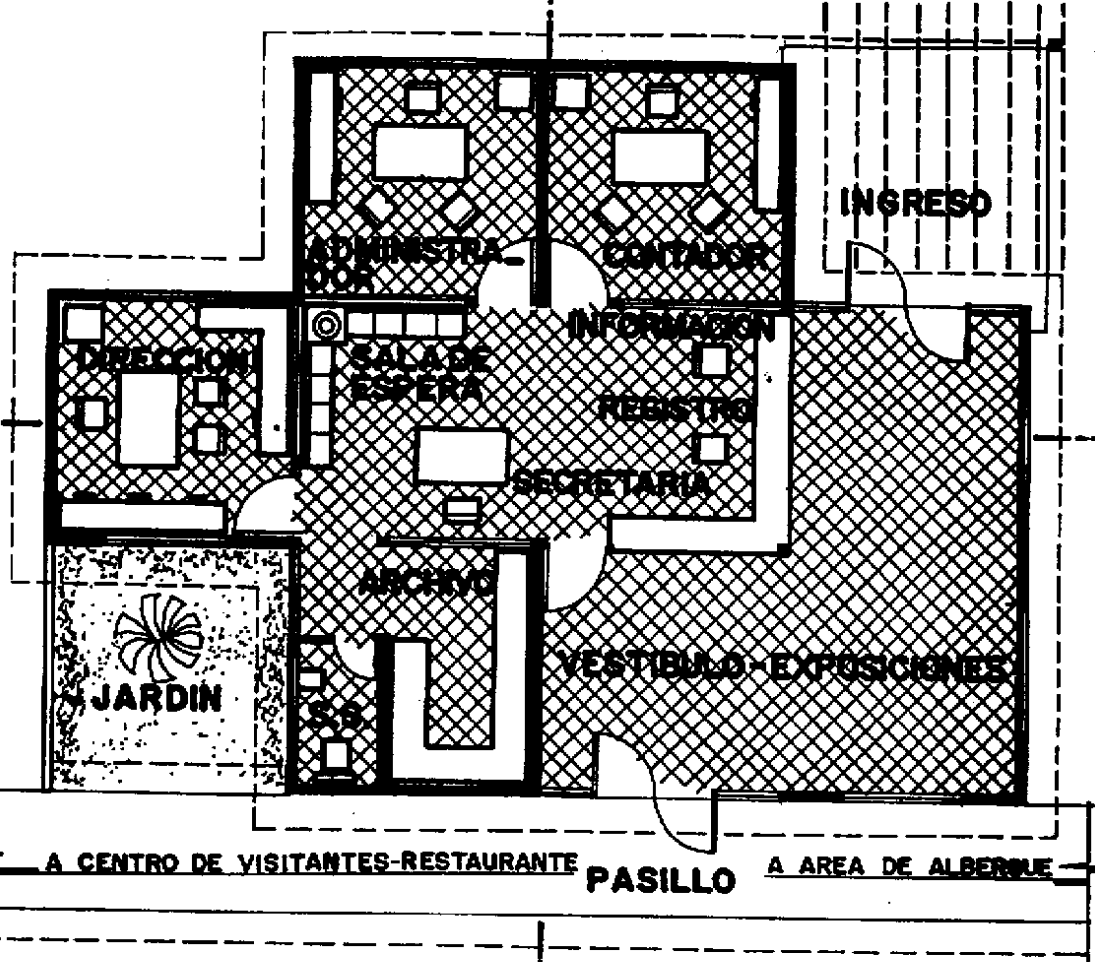 INGRESO
ADMINISTRA_
DOR
CONTADOR
INFORMACION
DIRECCION
SALA DE
ESPERA
REGISTRO
SECRETARIA
ARCHIVO
VESTIBULO-EXPOSICIONES
JARDIN
S.S.
A CENTRO DE VISITANTES-RESTAURANTE
PASILLO
A AREA DE ALBERGUE